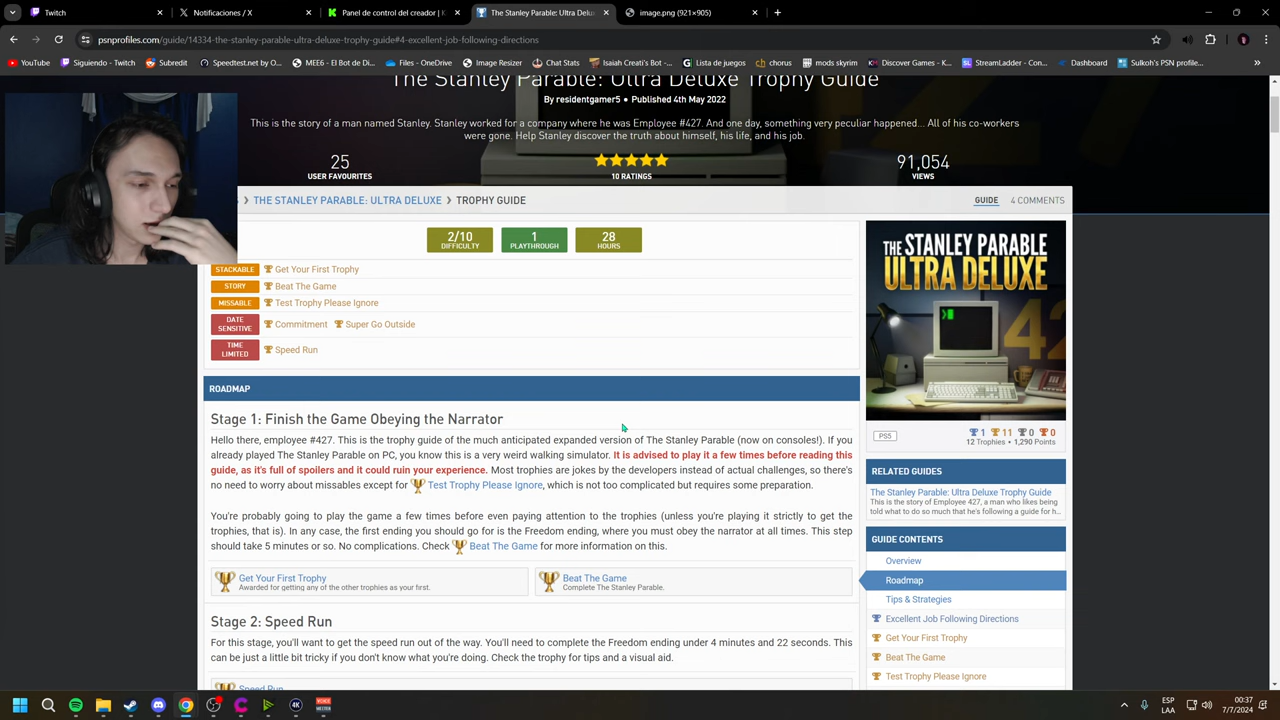 Twitch
Notificaciones / X
Panel de control del creador | K
The Stanley Parable: Ultra Delu
image.png (921×905)
psnprofiles.com/guide/14334-the-stanley-parable-ultra-deluxe-trophy-guide#4-excellent-job-following-directions
YouTube
Siguiendo - Twitch
Subredit
Speedtest.net by O...
MEE6 - El Bot de Di...
Files - OneDrive
Image Resizer
Chat Stats
Isaiah Creati's Bot -...
Lista de juegos
chorus
mods skyrim
Discover Games - K...
StreamLadder - Con...
Dashboard
Sulkoh's PSN profile...
The Stanley Parable: Ultra Deluxe Trophy Guide
By residentgamer5 • Published 4th May 2022
This is the story of a man named Stanley. Stanley worked for a company where he was Employee #427. And one day, something very peculiar happened... All of his co-workers
were gone. Help Stanley discover the truth about himself, his life, and his job.
25
USER FAVOURITES
10 RATINGS
91,054
VIEWS
THE STANLEY PARABLE: ULTRA DELUXE
TROPHY GUIDE
GUIDE
4 COMMENTS
2/10
DIFFICULTY
1
PLAYTHROUGH
28
HOURS
STACKABLE
Get Your First Trophy
STORY
Beat The Game
MISSABLE
Test Trophy Please Ignore
DATE
SENSITIVE
Commitment
Super Go Outside
TIME
LIMITED
Speed Run
ROADMAP
Stage 1: Finish the Game Obeying the Narrator
Hello there, employee #427. This is the trophy guide of the much anticipated expanded version of The Stanley Parable (now on consoles!). If you
already played The Stanley Parable on PC, you know this is a very weird walking simulator. It is advised to play it a few times before reading this
guide, as it's full of spoilers and it could ruin your experience. Most trophies are jokes by the developers instead of actual challenges, so there's
no need to worry about missables except for Test Trophy Please Ignore, which is not too complicated but requires some preparation.
You're probably going to play the game a few times before even paying attention to the trophies (unless you're playing it strictly to get the
trophies, that is). In any case, the first ending you should go for is the Freedom ending, where you must obey the narrator at all times. This step
should take 5 minutes or so. No complications. Check Beat The Game for more information on this.
Get Your First Trophy
Awarded for getting any of the other trophies as your first.
Beat The Game
Complete The Stanley Parable.
Stage 2: Speed Run
For this stage, you'll want to get the speed run out of the way. You'll need to complete the Freedom ending under 4 minutes and 22 seconds. This
can be just a little bit tricky if you don't know what you're doing. Check the trophy for tips and a visual aid.
Speed Run
THE STANLEY PARABLE
ULTRA DELUXE
PS5
1 11 0 0
12 Trophies • 1,290 Points
RELATED GUIDES
The Stanley Parable: Ultra Deluxe Trophy Guide
This is the story of Employee 427, a man who likes being
told what to do so much that he's following a guide for h...
GUIDE CONTENTS
Overview
Roadmap
Tips & Strategies
Excellent Job Following Directions
Get Your First Trophy
Beat The Game
Test Trophy Please Ignore
ESP
LAA
00:37
7/7/2024